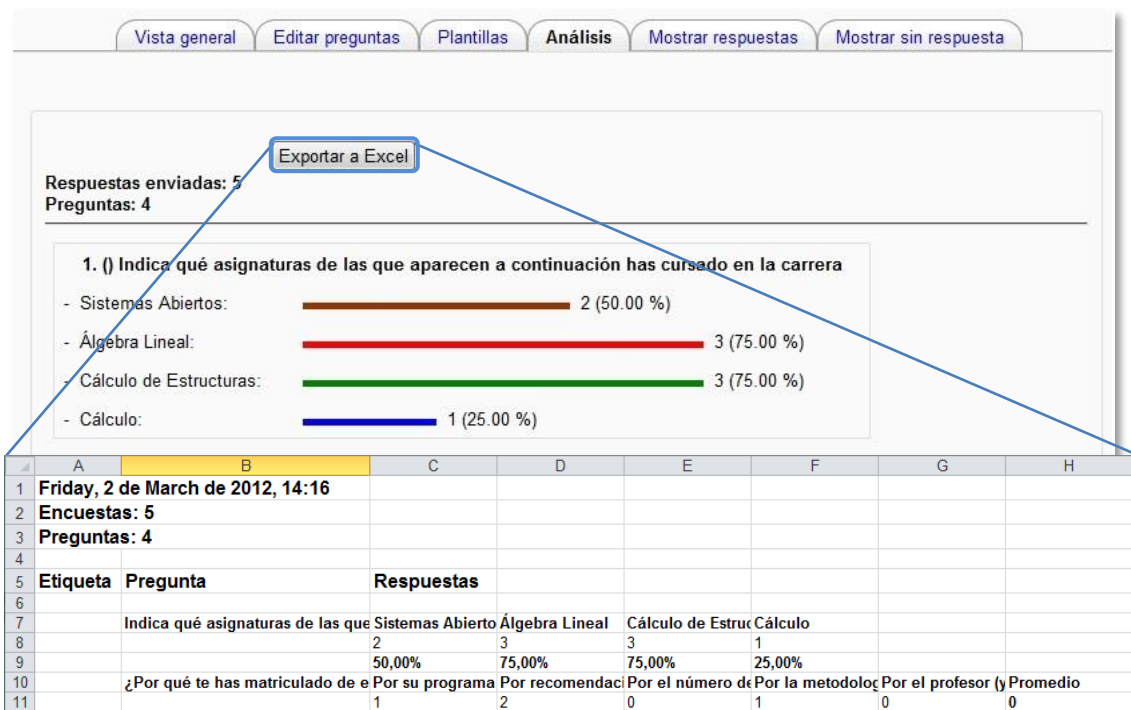 Vista general Editar preguntas Plantillas Análisis Mostrar respuestas Mostrar sin respuesta
Exportar a Excel
Respuestas enviadas: 5
Preguntas: 4
1. () Indica qué asignaturas de las que aparecen a continuación has cursado en la carrera
- Sistemas Abiertos: 2 (50.00 %)
- Álgebra Lineal: 3 (75.00 %)
- Cálculo de Estructuras: 3 (75.00 %)
- Cálculo: 1 (25.00 %)
A B C D E F G H
1 Friday, 2 de March de 2012, 14:16
2 Encuestas: 5
3 Preguntas: 4
4
5 Etiqueta Pregunta Respuestas
6
7 Indica qué asignaturas de las que Sistemas Abierto Álgebra Lineal Cálculo de Estruc Cálculo
8 2 3 3 1
9 50,00% 75,00% 75,00% 25,00%
10 ¿Por qué te has matriculado de e Por su programa Por recomendaci Por el número de Por la metodolog Por el profesor (y Promedio
11 1 2 0 1 0 0